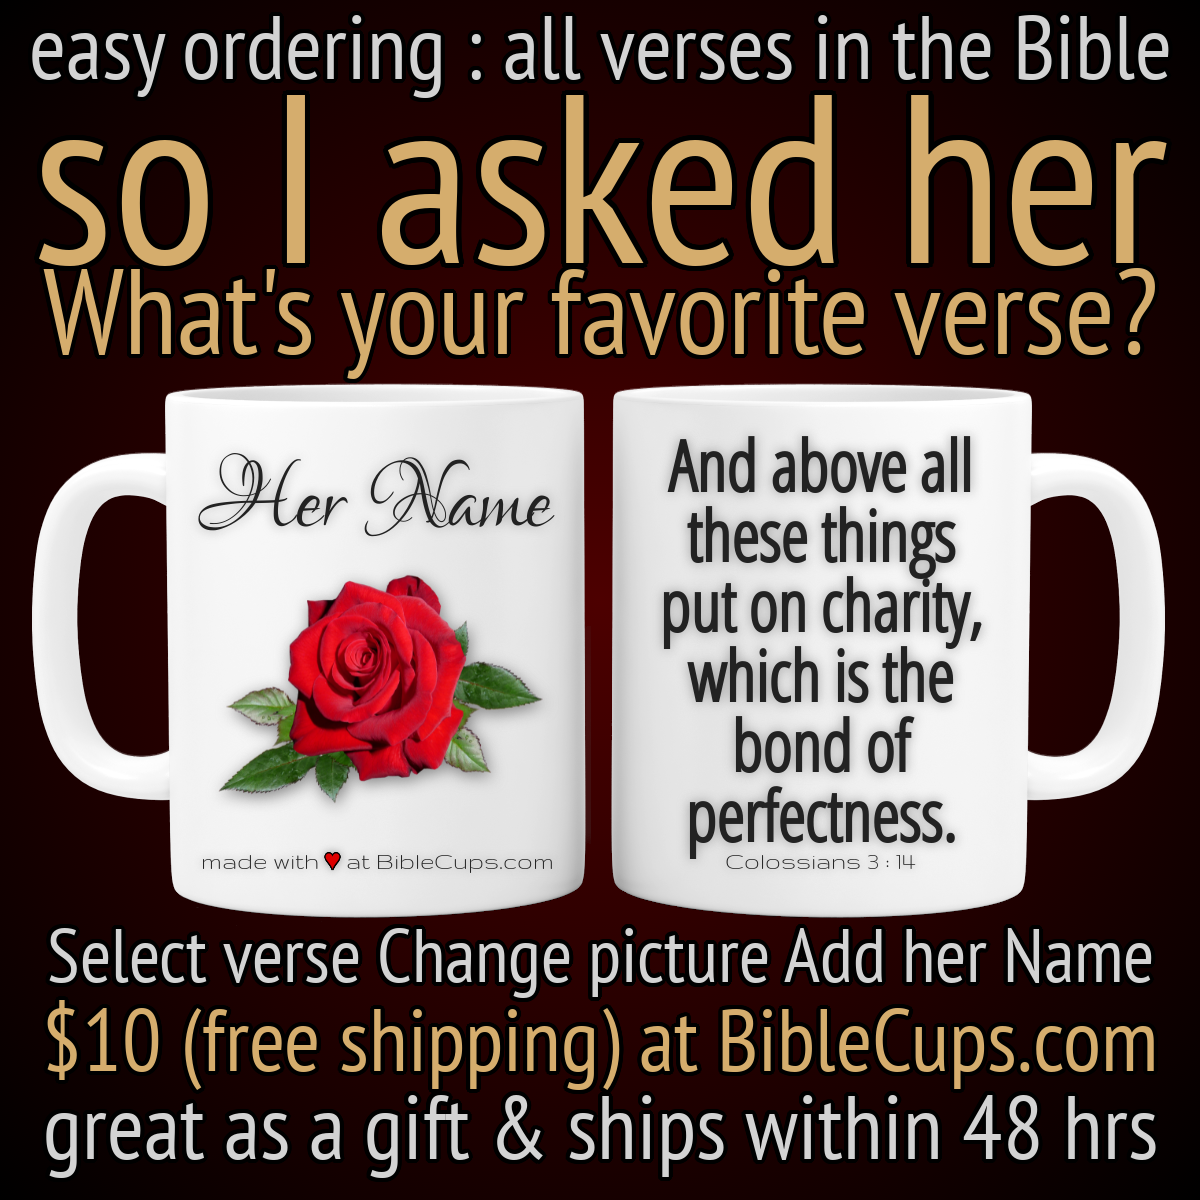 easy ordering : all verses in the Bible
so I asked her
What's your favorite verse?
Her Name
made with ♥ at BibleCups.com
And above all
these things
put on charity,
which is the
bond of
perfectness.
Colossians 3 : 14
Select verse Change picture Add her Name
$10 (free shipping) at BibleCups.com
great as a gift & ships within 48 hrs